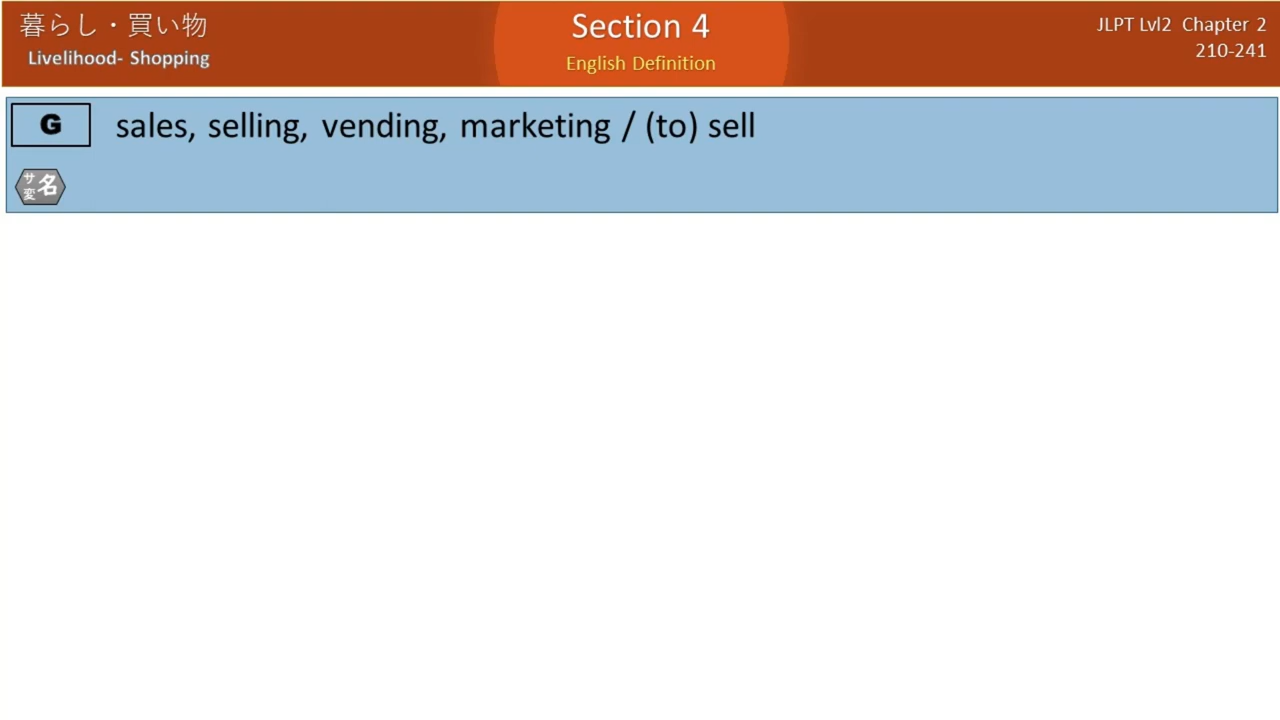 暮らし・買い物
Livelihood- Shopping
Section 4
English Definition
JLPT Lvl2 Chapter 2
210-241
G
sales, selling, vending, marketing / (to) sell
サ変 名